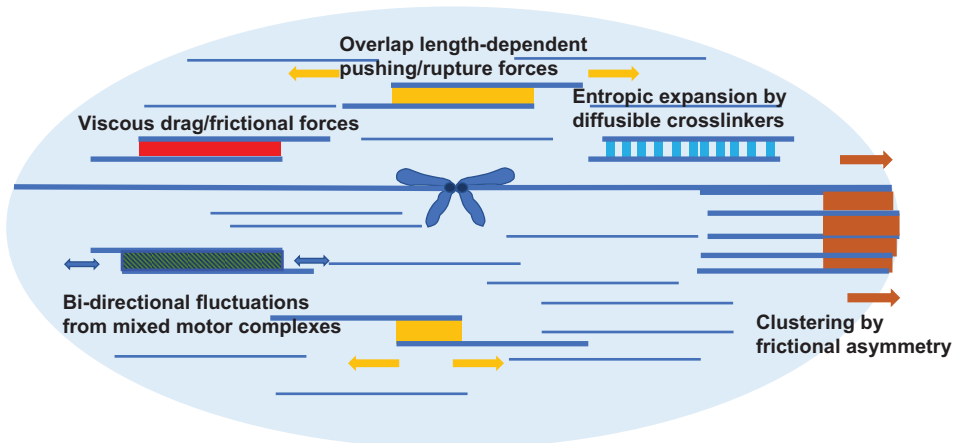 Overlap length-dependent
pushing/rupture forces
Entropic expansion by
diffusible crosslinkers
Viscous drag/frictional forces
Bi-directional fluctuations
from mixed motor complexes
Clustering by
frictional asymmetry